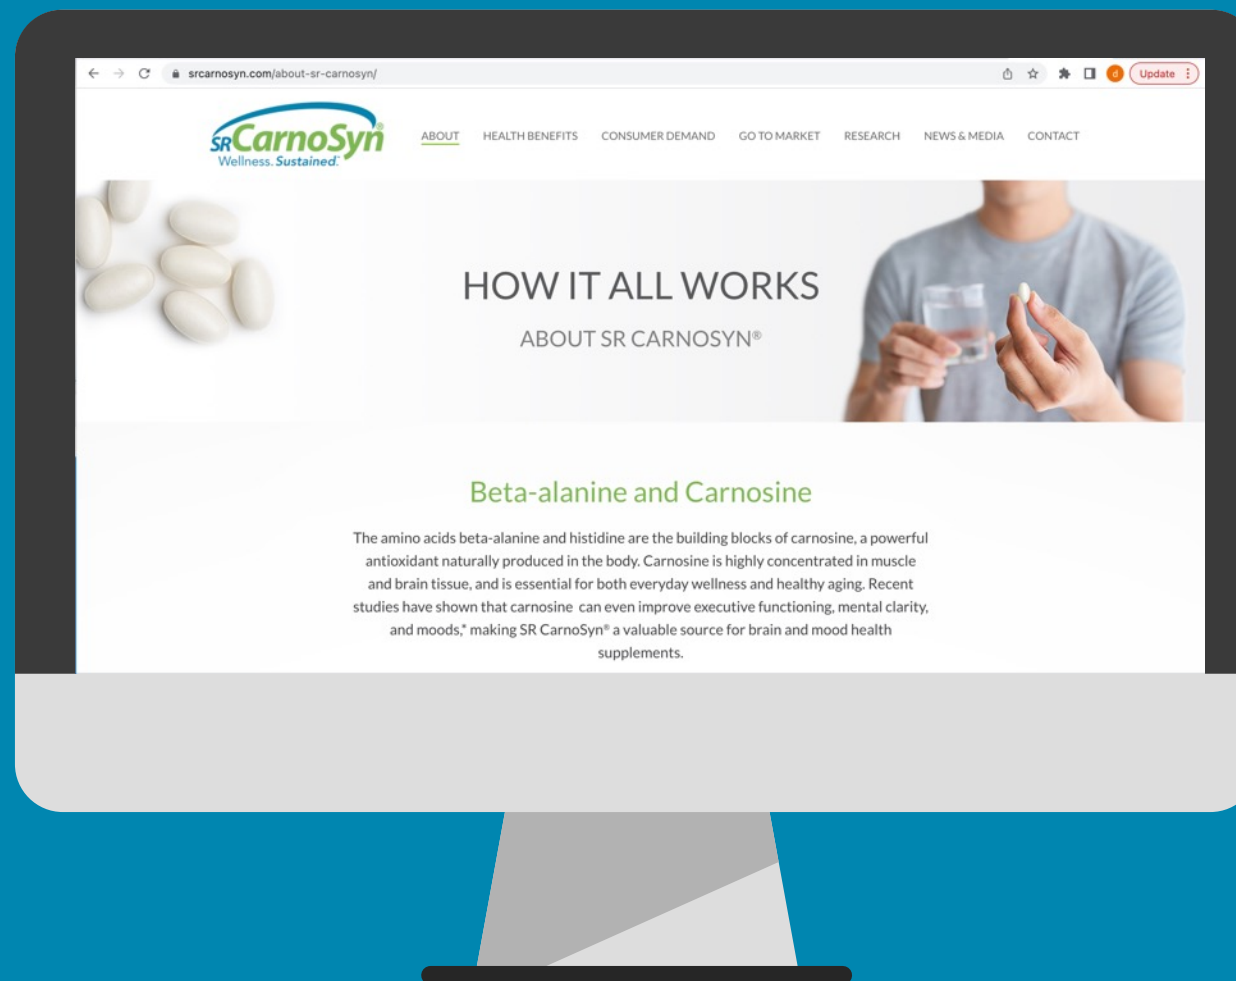 srcarnosyn.com/about-sr-carnosyn/
d
Update
SRCarnoSyn®
Wellness. Sustained.™
ABOUT
HEALTH BENEFITS
CONSUMER DEMAND
GO TO MARKET
RESEARCH
NEWS & MEDIA
CONTACT
HOW IT ALL WORKS
ABOUT SR CARNOSYN®
Beta-alanine and Carnosine
The amino acids beta-alanine and histidine are the building blocks of carnosine, a powerful
antioxidant naturally produced in the body. Carnosine is highly concentrated in muscle
and brain tissue, and is essential for both everyday wellness and healthy aging. Recent
studies have shown that carnosine can even improve executive functioning, mental clarity,
and moods,* making SR CarnoSyn® a valuable source for brain and mood health
supplements.